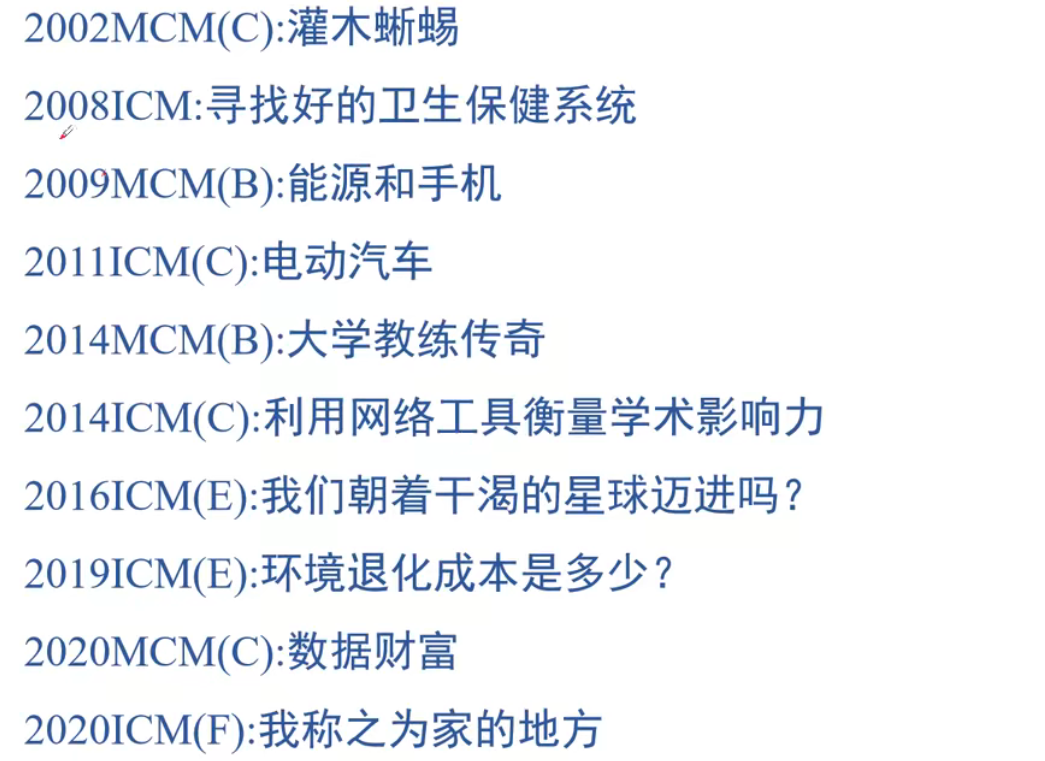 2002MCM(C):灌木蜥蜴
2008ICM:寻找好的卫生保健系统
2009MCM(B):能源和手机
2011ICM(C):电动汽车
2014MCM(B):大学教练传奇
2014ICM(C):利用网络工具衡量学术影响力
2016ICM(E):我们朝着干渴的星球迈进吗？
2019ICM(E):环境退化成本是多少？
2020MCM(C):数据财富
2020ICM(F):我称之为家的地方